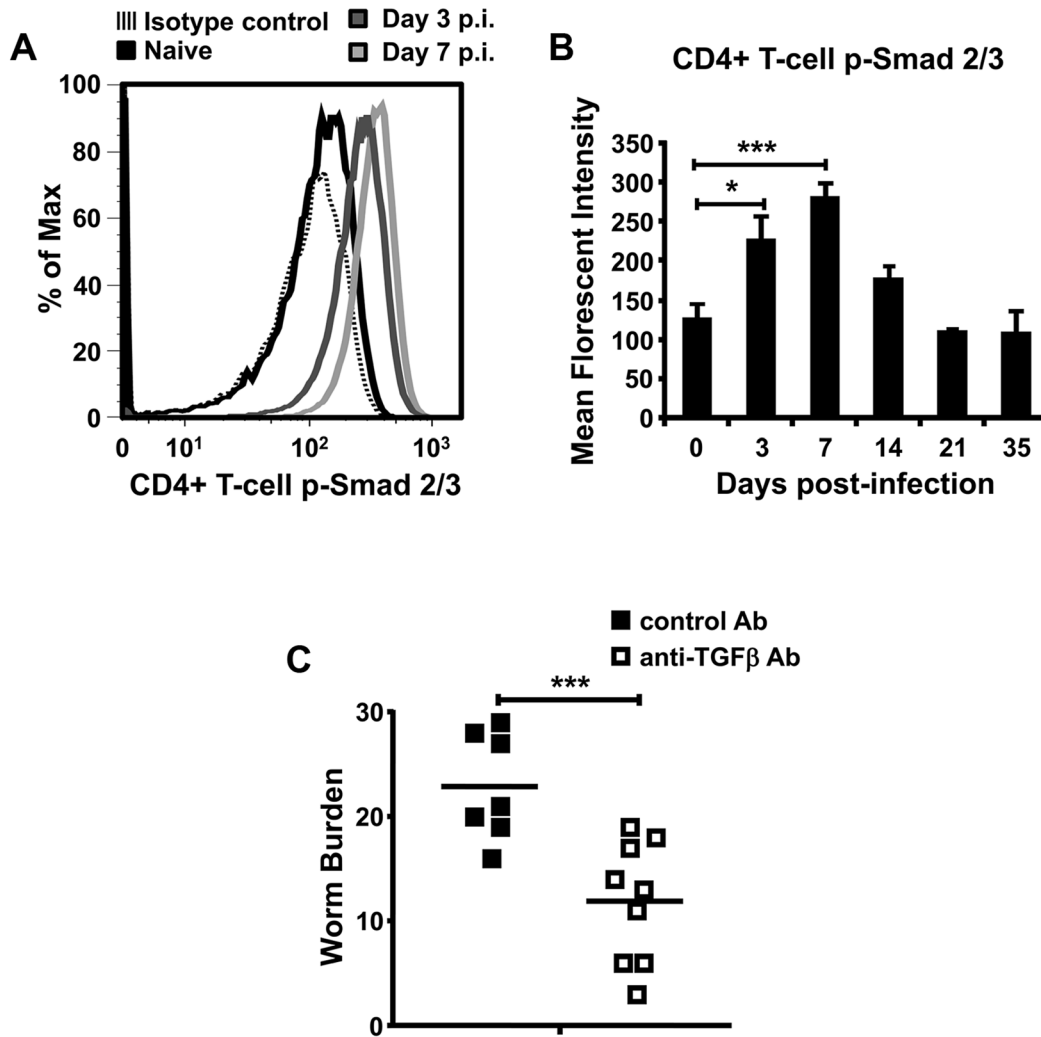 A
Isotype control
Naive
Day 3 p.i.
Day 7 p.i.
% of Max
100
80
60
40
20
0
0 10¹ 10² 10³
CD4+ T-cell p-Smad 2/3
B
CD4+ T-cell p-Smad 2/3
Mean Florescent Intensity
350
300
250
200
150
100
50
0
***
*
0 3 7 14 21 35
Days post-infection
C
control Ab
anti-TGFβ Ab
***
Worm Burden
30
20
10
0